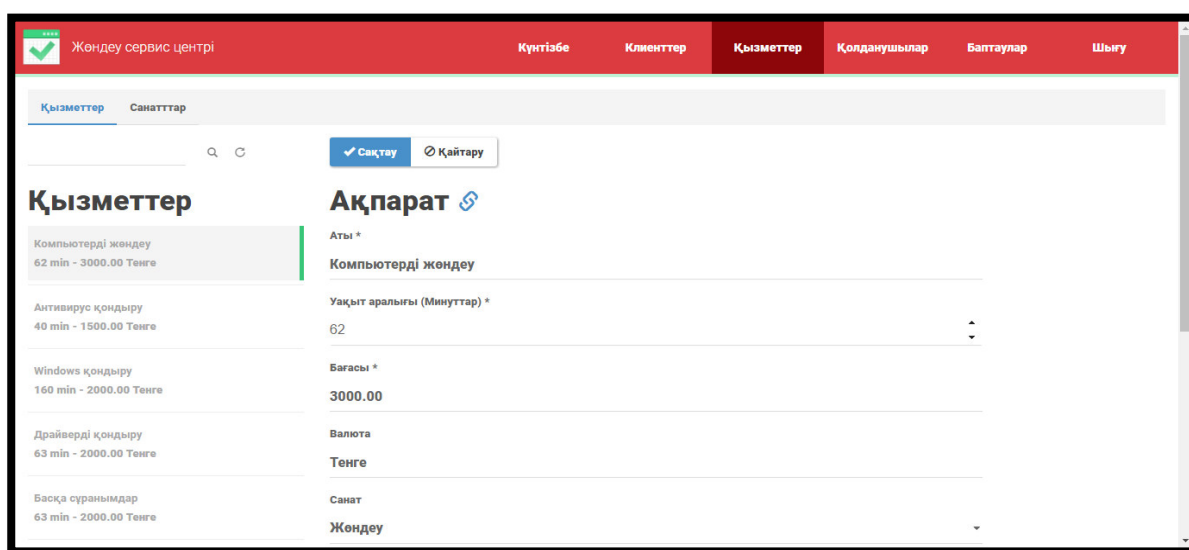 Жөндеу сервис центрі
Күнтізбе Клиенттер Қызметтер Қолданушылар Баптаулар Шығу
Қызметтер Санатттар
Сақтау Қайтару
Қызметтер
Компьютерді жөндеу
62 min - 3000.00 Тенге
Антивирус қондыру
40 min - 1500.00 Тенге
Windows қондыру
160 min - 2000.00 Тенге
Драйверді қондыру
63 min - 2000.00 Тенге
Басқа сұранымдар
63 min - 2000.00 Тенге
Ақпарат
Аты *
Компьютерді жөндеу
Уақыт аралығы (Минуттар) *
62
Бағасы *
3000.00
Валюта
Тенге
Санат
Жөндеу